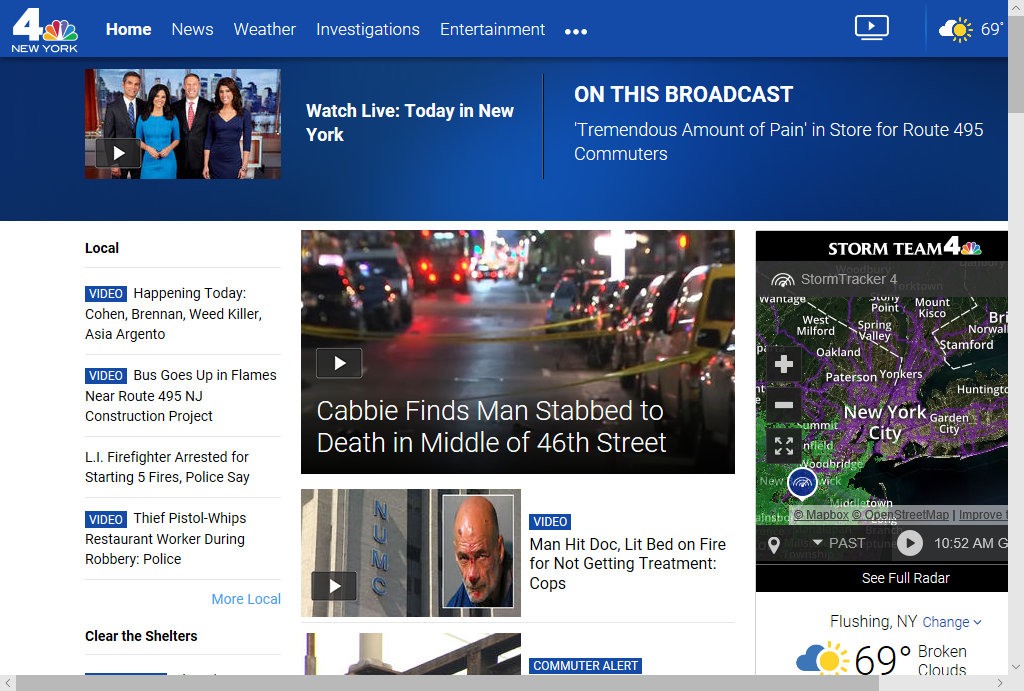 4
NEW YORK
Home
News
Weather
Investigations
Entertainment
•••
69°
Watch Live: Today in New
York
ON THIS BROADCAST
'Tremendous Amount of Pain' in Store for Route 495
Commuters
Local
VIDEO Happening Today:
Cohen, Brennan, Weed Killer,
Asia Argento
VIDEO Bus Goes Up in Flames
Near Route 495 NJ
Construction Project
L.I. Firefighter Arrested for
Starting 5 Fires, Police Say
VIDEO Thief Pistol-Whips
Restaurant Worker During
Robbery: Police
More Local
Clear the Shelters
Cabbie Finds Man Stabbed to
Death in Middle of 46th Street
NUMC
VIDEO
Man Hit Doc, Lit Bed on Fire
for Not Getting Treatment:
Cops
COMMUTER ALERT
STORM TEAM 4
StormTracker 4
Wantage
Stony
Point
Mount
Kisco
West
Milford
Spring
Valley
Norwal
Stamford
Oakland
Paterson
Yonkers
Huntingto
New York
City
Garden
City
Summit
Woodbridge
Middletown
Long
© Mapbox © OpenStreetMap | Improve t
PAST
10:52 AM G
See Full Radar
Flushing, NY Change
69° Broken
Clouds